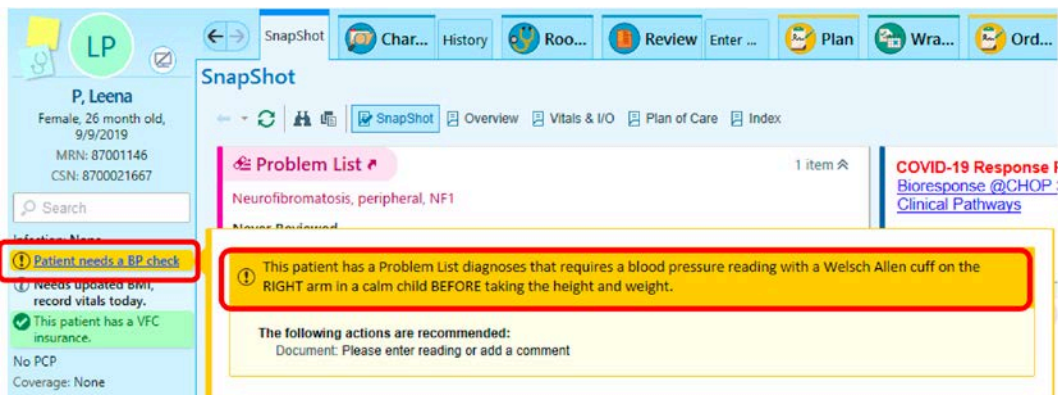 LP
P, Leena
Female, 26 month old,
9/9/2019
MRN: 87001146
CSN: 8700021667
Search
Infection: None
Patient needs a BP check
Needs updated BMI,
record vitals today.
This patient has a VFC
insurance.
No PCP
Coverage: None
SnapShot Char... History Roo... Review Enter ... Plan Wra... Ord...
SnapShot
SnapShot Overview Vitals & I/O Plan of Care Index
Problem List 1 item
Neurofibromatosis, peripheral, NF1
Never Reviewed
COVID-19 Response
Bioresponse @CHOP
Clinical Pathways
This patient has a Problem List diagnoses that requires a blood pressure reading with a Welsch Allen cuff on the
RIGHT arm in a calm child BEFORE taking the height and weight.
The following actions are recommended:
Document: Please enter reading or add a comment